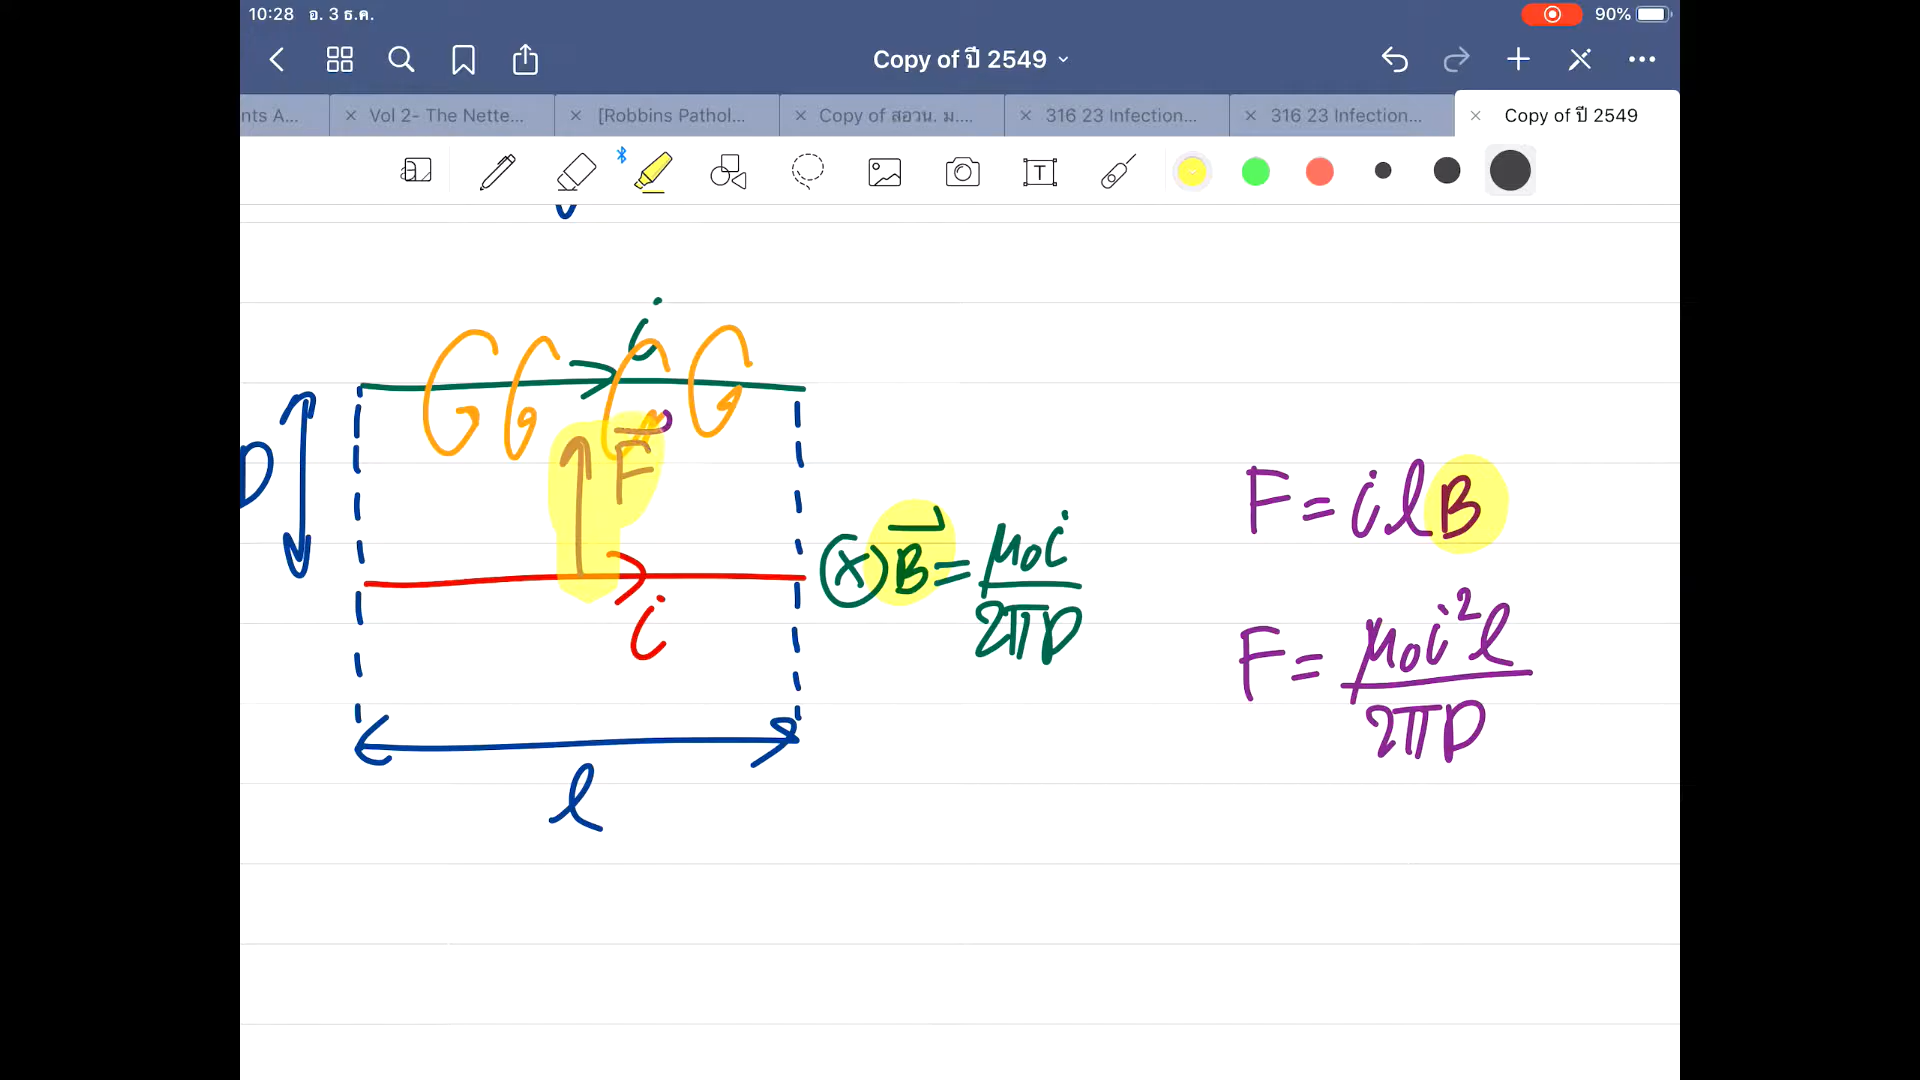 10:28 อ. 3 ธ.ค. 90%
Copy of ปี 2549
nts A... Vol 2- The Nette... [Robbins Pathol... Copy of สอวน. ม.... 316 23 Infection... 316 23 Infection... Copy of ปี 2549
T
i
F
D
F = ilB
(x) B = μ₀i / 2πD
i
F = μ₀i²l / 2πD
l